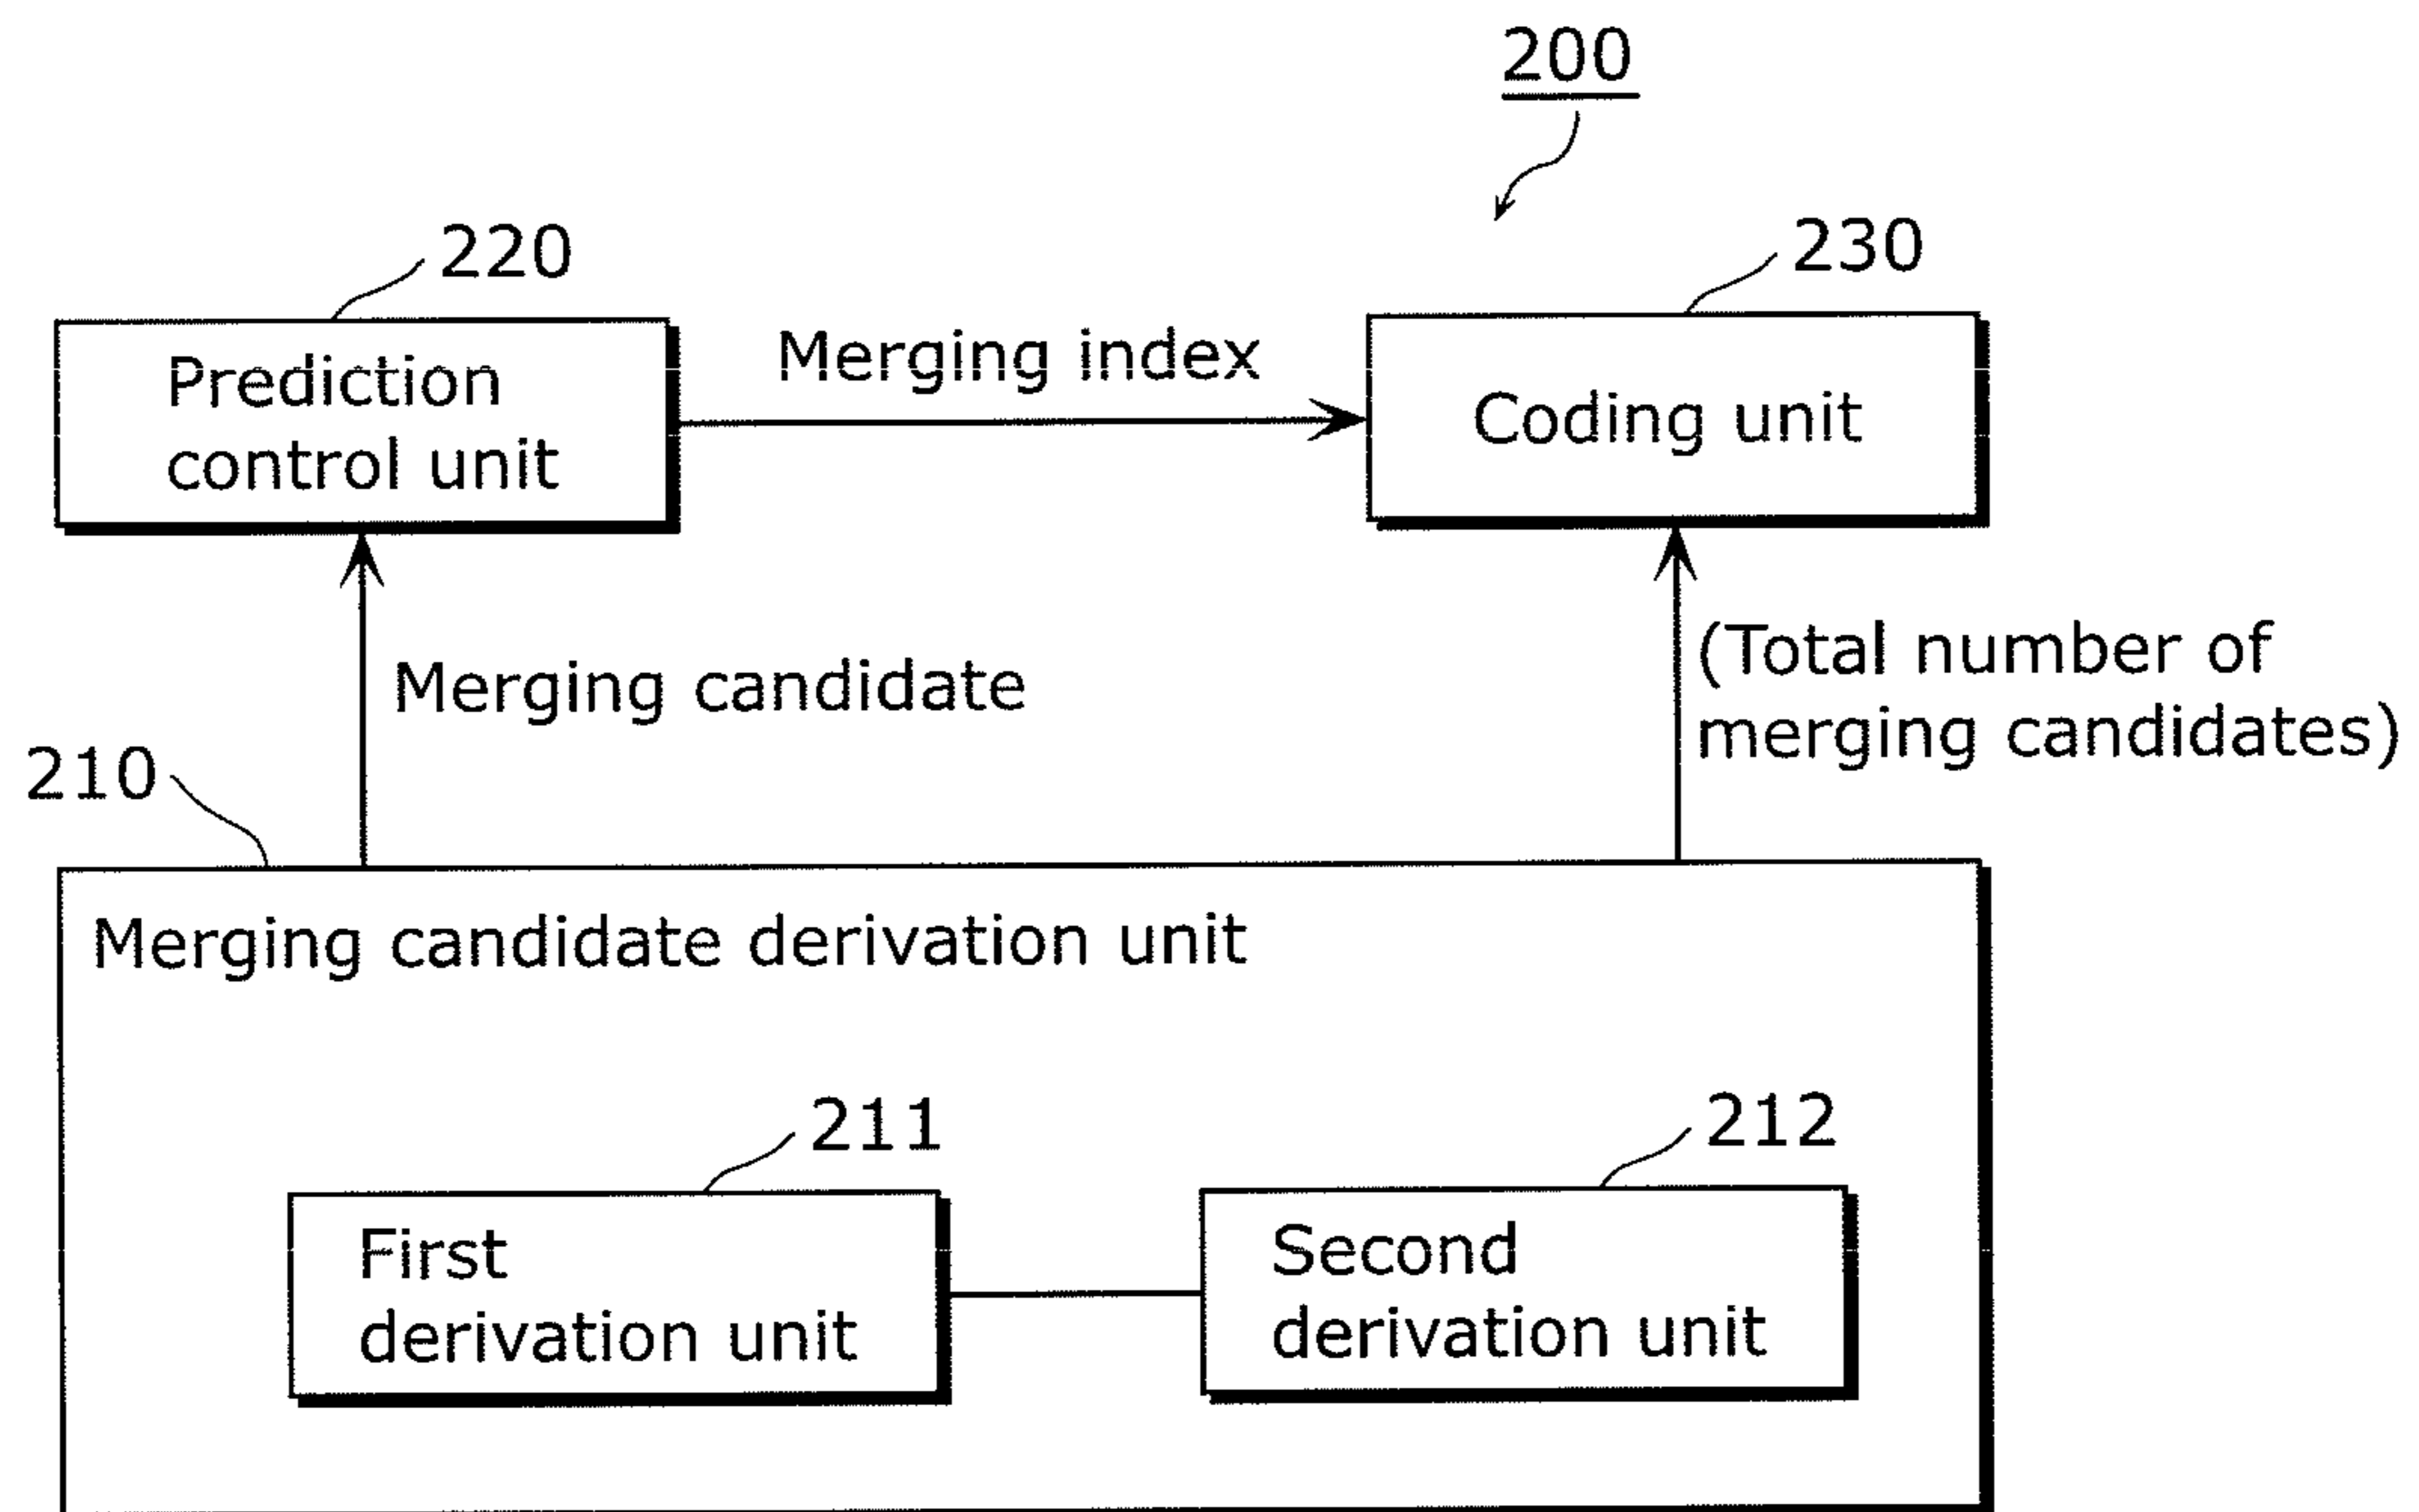 200
220
230
Prediction
control unit
Merging index
Coding unit
Merging candidate
(Total number of
merging candidates)
210
Merging candidate derivation unit
211
212
First
derivation unit
Second
derivation unit